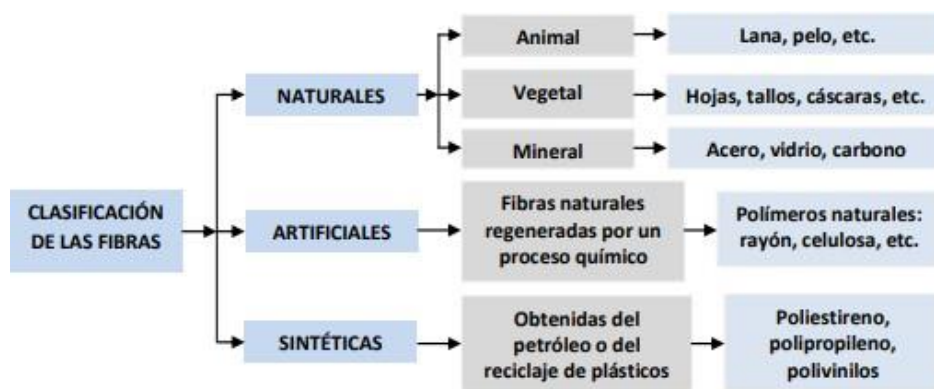 CLASIFICACIÓN
DE LAS FIBRAS
NATURALES
Animal
Lana, pelo, etc.
Vegetal
Hojas, tallos, cáscaras, etc.
Mineral
Acero, vidrio, carbono
ARTIFICIALES
Fibras naturales
regeneradas por un
proceso químico
Polímeros naturales:
rayón, celulosa, etc.
SINTÉTICAS
Obtenidas del
petróleo o del
reciclaje de plásticos
Poliestireno,
polipropileno,
polivinilos